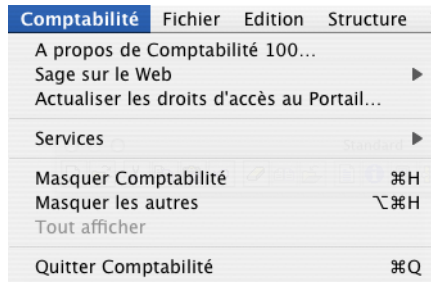 Comptabilité Fichier Edition Structure
A propos de Comptabilité 100...
Sage sur le Web ▶
Actualiser les droits d'accès au Portail...
Services ▶
Standard
Masquer Comptabilité ⌘H
Masquer les autres ⌥⌘H
Tout afficher
Quitter Comptabilité ⌘Q